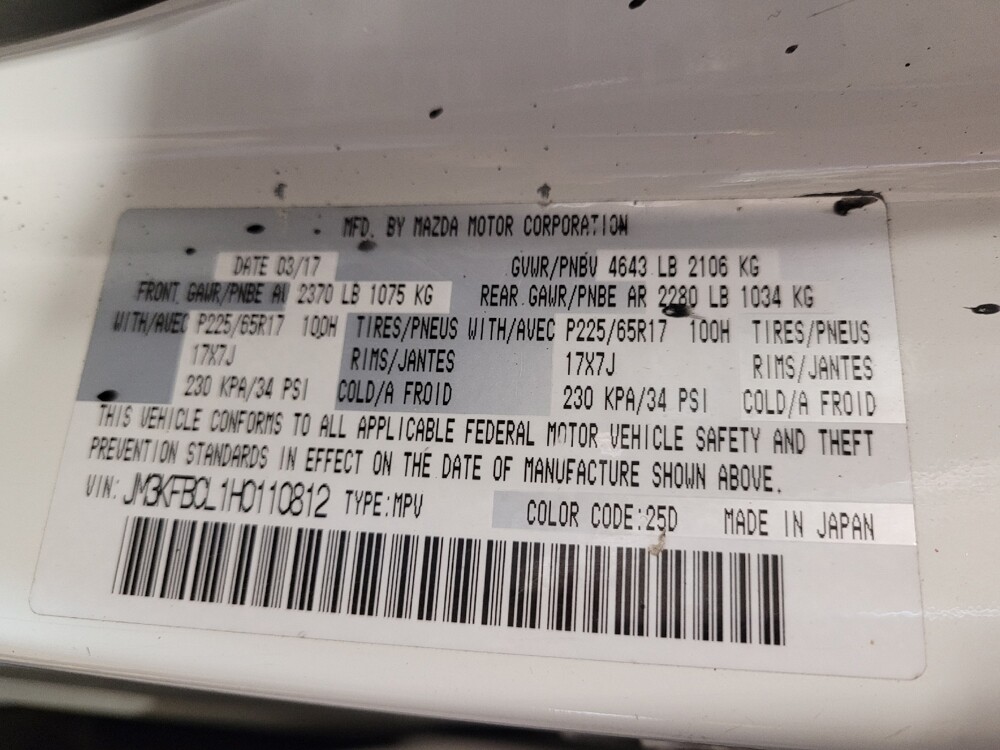 MFD. BY MAZDA MOTOR CORPORATION
DATE 03/17 GVWR/PNBV 4643 LB 2106 KG
FRONT GAWR/PNBE AV 2370 LB 1075 KG REAR GAWR/PNBE AR 2280 LB 1034 KG
WITH/AVEC P225/65R17 100H TIRES/PNEUS WITH/AVEC P225/65R17 100H TIRES/PNEUS
17X7J RIMS/JANTES 17X7J RIMS/JANTES
230 KPA/34 PSI COLD/A FROID 230 KPA/34 PSI COLD/A FROID
THIS VEHICLE CONFORMS TO ALL APPLICABLE FEDERAL MOTOR VEHICLE SAFETY AND THEFT
PREVENTION STANDARDS IN EFFECT ON THE DATE OF MANUFACTURE SHOWN ABOVE.
VIN: JM3KFBCL1H0110812 TYPE:MPV COLOR CODE:25D MADE IN JAPAN